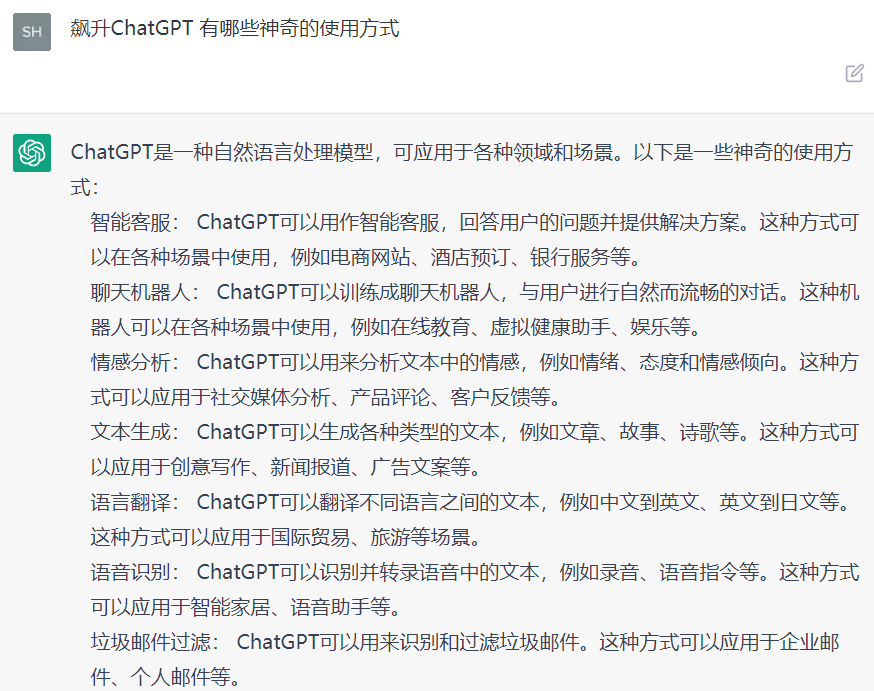 SH
飙升ChatGPT 有哪些神奇的使用方式
ChatGPT是一种自然语言处理模型，可应用于各种领域和场景。以下是一些神奇的使用方
式：
智能客服： ChatGPT可以用作智能客服，回答用户的问题并提供解决方案。这种方式可
以在各种场景中使用，例如电商网站、酒店预订、银行服务等。
聊天机器人： ChatGPT可以训练成聊天机器人，与用户进行自然而流畅的对话。这种机
器人可以在各种场景中使用，例如在线教育、虚拟健康助手、娱乐等。
情感分析： ChatGPT可以用来分析文本中的情感，例如情绪、态度和情感倾向。这种方
式可以应用于社交媒体分析、产品评论、客户反馈等。
文本生成： ChatGPT可以生成各种类型的文本，例如文章、故事、诗歌等。这种方式可
以应用于创意写作、新闻报道、广告文案等。
语言翻译： ChatGPT可以翻译不同语言之间的文本，例如中文到英文、英文到日文等。
这种方式可以应用于国际贸易、旅游等场景。
语音识别： ChatGPT可以识别并转录语音中的文本，例如录音、语音指令等。这种方式
可以应用于智能家居、语音助手等。
垃圾邮件过滤： ChatGPT可以用来识别和过滤垃圾邮件。这种方式可以应用于企业邮
件、个人邮件等。